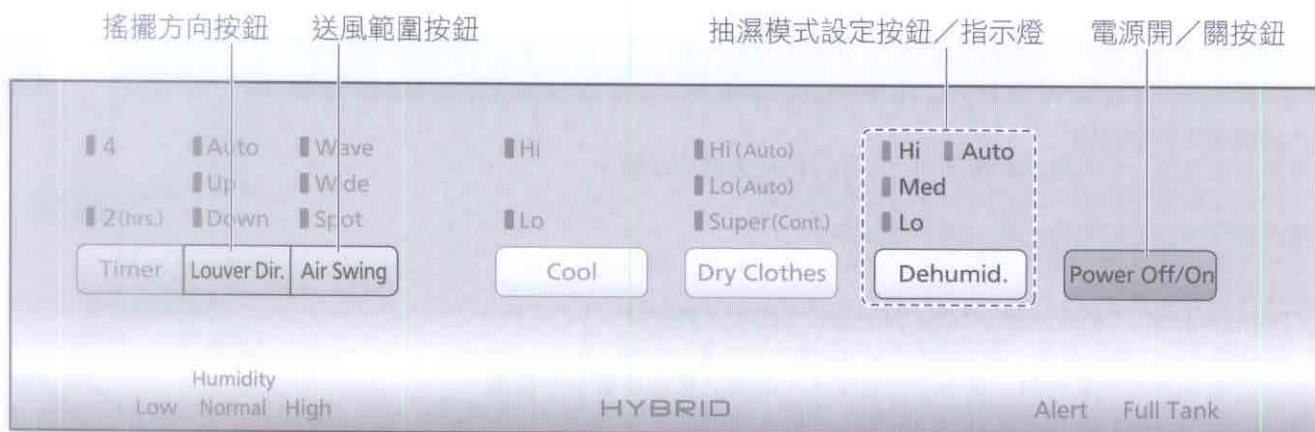 搖擺方向按鈕 送風範圍按鈕 抽濕模式設定按鈕／指示燈 電源開／關按鈕
4 Auto Wave Hi Hi (Auto) Hi Auto
Up Wide Lo(Auto) Med
2(hrs.) Down Spot Lo Super(Cont.) Lo
Timer Louver Dir. Air Swing Cool Dry Clothes Dehumid. Power Off/On
Humidity
Low Normal High HYBRID Alert Full Tank